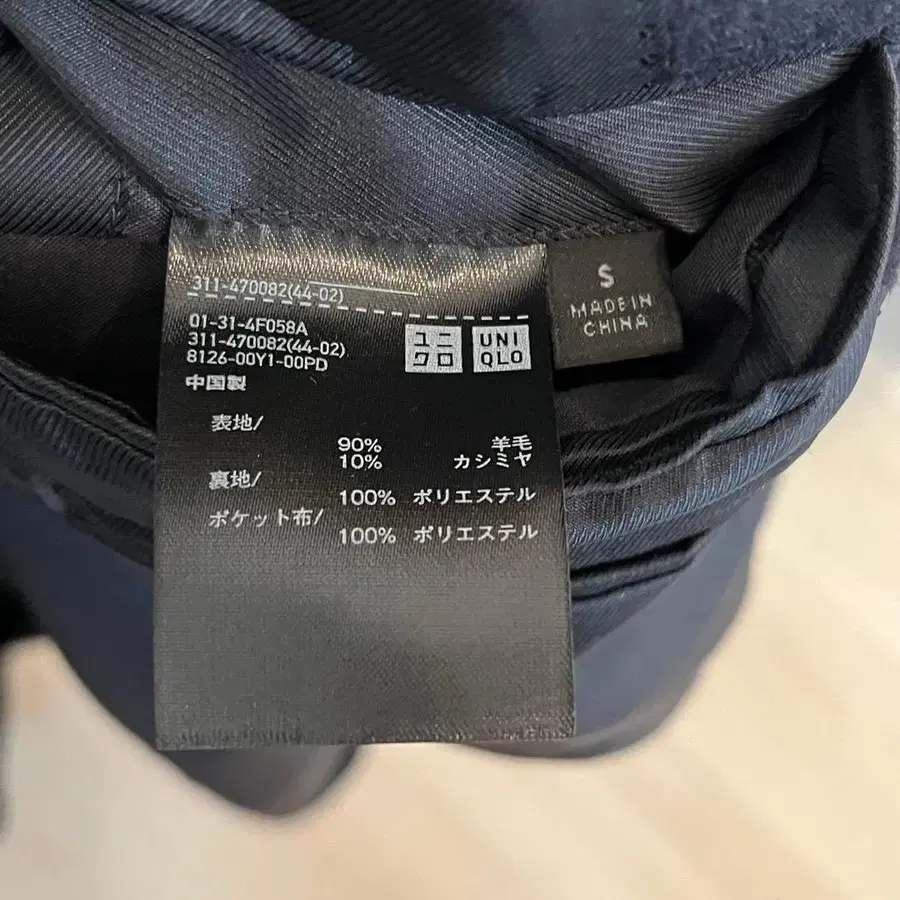 311-470082(44-02)
01-31-4F058A
311-470082(44-02)
8126-00Y1-00PD
中国製
ユニ
クロ
UNI
QLO
S
MADE IN
CHINA
表地/
90% 羊毛
10% カシミヤ
裏地/
100% ポリエステル
ポケット布/
100% ポリエステル